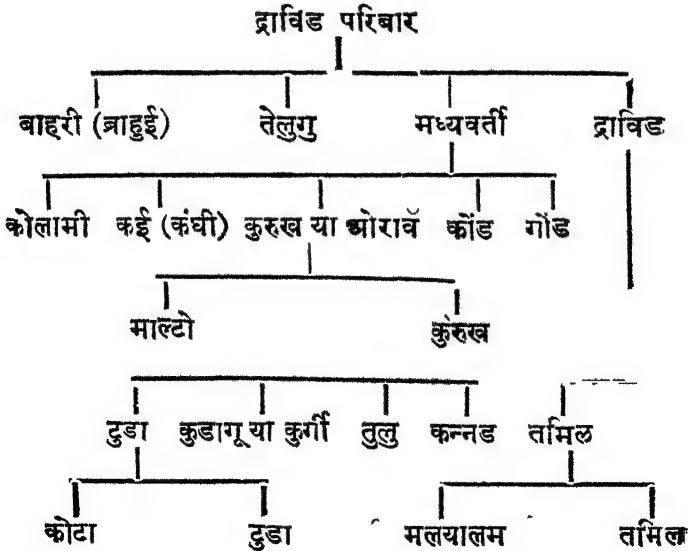 द्राविड परिबार
बाहरी (ब्राहुई) तेलुगु मध्यवर्ती द्राविड
कोलामी कई (कंघी) कुरुख या ओरावॅ कोंड गोंड
माल्टो कुरुख
टुडा कुडागू या कुर्गी तुलु कन्नड तमिल
कोटा टुडा मलयालम तमिल